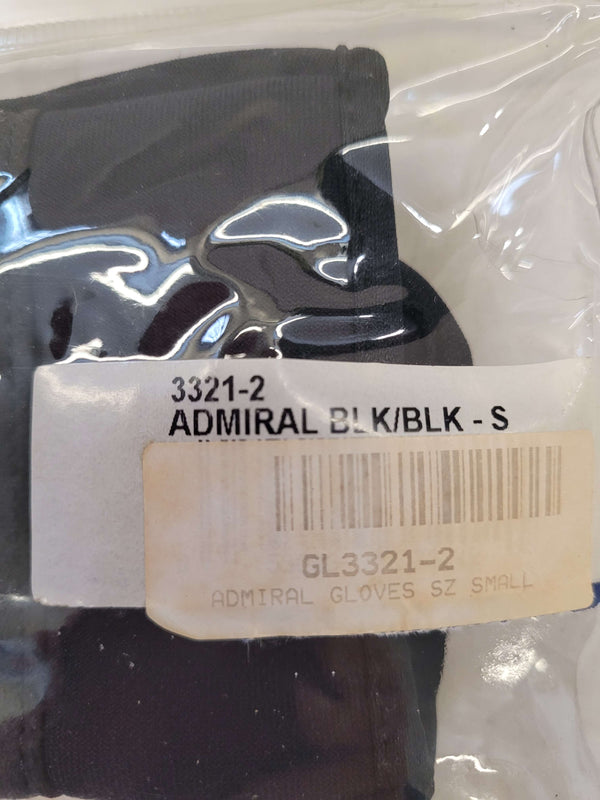 3321-2
ADMIRAL BLK/BLK - S
GL3321-2
ADMIRAL GLOVES SZ SMALL